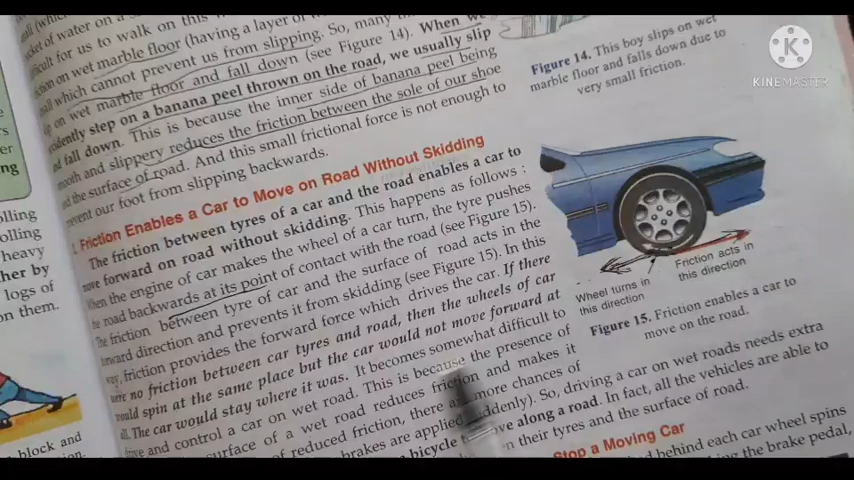 cket of water on a s
difficult for us to walk on this
iction on wet marble floor (having a layer of
small which cannot prevent us from slipping. So, many
up on wet marble floor and fall down (see Figure 14). When we
accidently step on a banana peel thrown on the road, we usually slip
and fall down. This is because the inner side of banana peel being
mooth and slippery reduces the friction between the sole of our shoe
and the surface of road. And this small frictional force is not enough to
prevent our foot from slipping backwards.
Friction Enables a Car to Move on Road Without Skidding
The friction between tyres of a car and the road enables a car to
move forward on road without skidding. This happens as follows :
When the engine of car makes the wheel of a car turn, the tyre pushes
the road backwards at its point of contact with the road (see Figure 15).
The friction between tyre of car and the surface of road acts in the
forward direction and prevents it from skidding (see Figure 15). In this
way, friction provides the forward force which drives the car. If there
were no friction between car tyres and road, then the wheels of car
would spin at the same place but the car would not move forward at
all. The car would stay where it was. It becomes somewhat difficult to
drive and control a car on wet road. This is because the presence of
surface of a wet road reduces friction and makes it
of reduced friction, there are more chances of
brakes are applied suddenly). So, driving a car on wet roads needs extra
bicycle to move along a road. In fact, all the vehicles are able to
n their tyres and the surface of road.
Stop a Moving Car
d behind each car wheel spins
ing the brake pedal,
Figure 14. This boy slips on wet
marble floor and falls down due to
very small friction.
Wheel turns in
this direction
Friction acts in
this direction
Figure 15. Friction enables a car to
move on the road.
er
ng
olling
olling
heavy
her by
logs of
on them.
block and
K
KINEMASTER